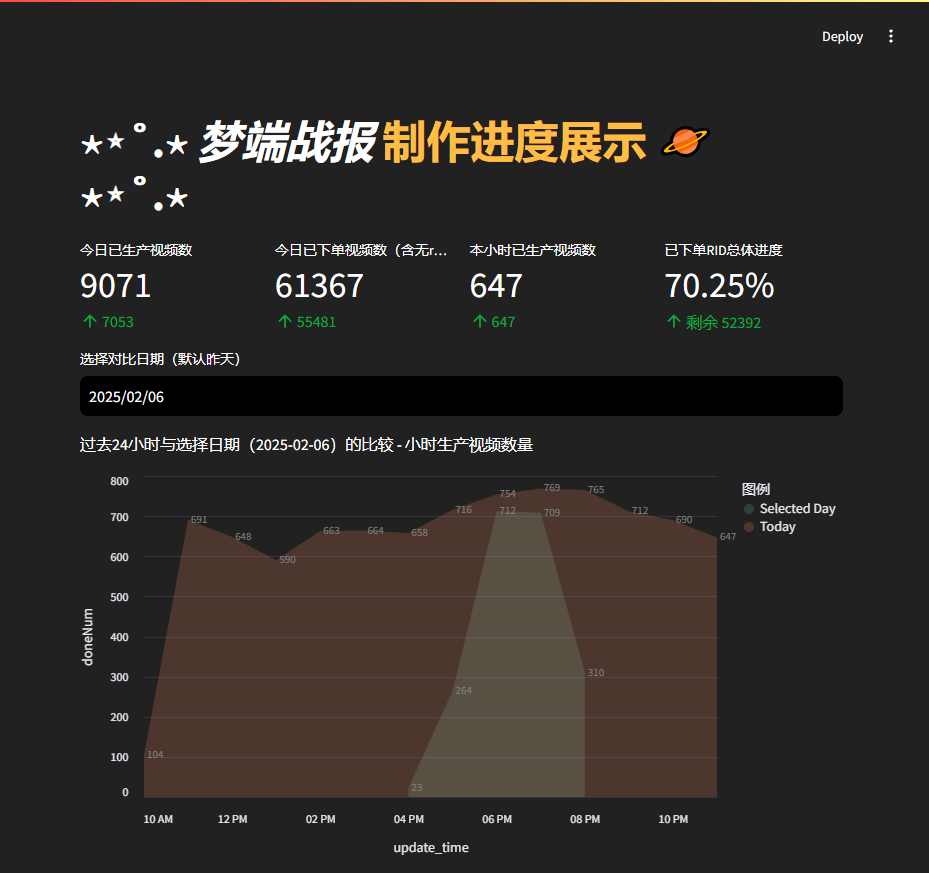 Deploy
⋆⋆˚.⋆ 梦端战报 制作进度展示 🪐
⋆⋆˚.⋆
今日已生产视频数
9071
↑ 7053
今日已下单视频数（含无r...
61367
↑ 55481
本小时已生产视频数
647
↑ 647
已下单RID总体进度
70.25%
↑ 剩余 52392
选择对比日期（默认昨天）
2025/02/06
过去24小时与选择日期（2025-02-06）的比较 - 小时生产视频数量
图例
Selected Day
Today
doneNum
800
700
600
500
400
300
200
100
0
104
691
648
590
663
664
658
716
754
769
765
712
690
647
23
264
712
709
310
10 AM
12 PM
02 PM
04 PM
06 PM
08 PM
10 PM
update_time